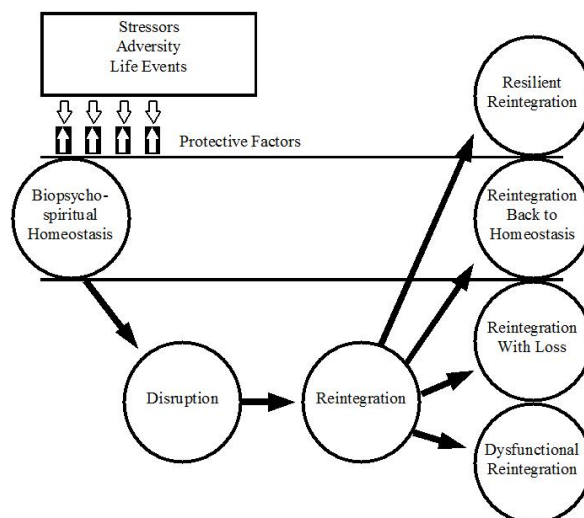 Stressors
Adversity
Life Events
Protective Factors
Biopsycho-
spiritual
Homeostasis
Disruption
Reintegration
Resilient
Reintegration
Reintegration
Back to
Homeostasis
Reintegration
With Loss
Dysfunctional
Reintegration